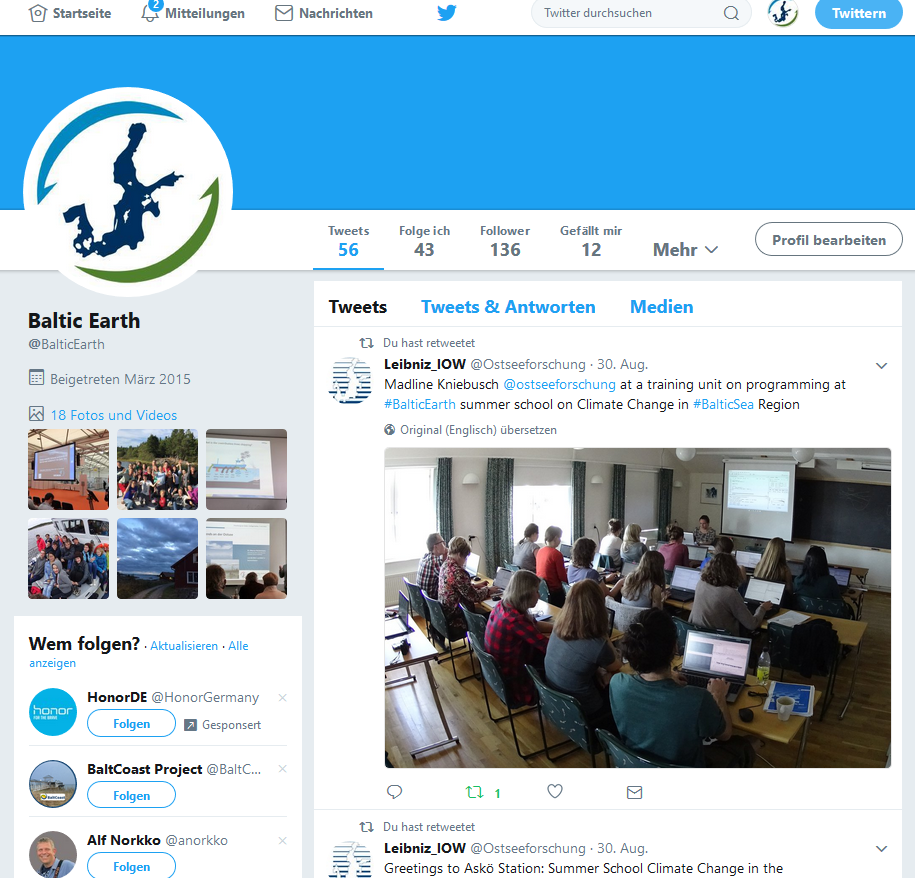 Startseite
2
Mitteilungen
Nachrichten
Twitter durchsuchen
Twittern
Tweets
56
Folge ich
43
Follower
136
Gefällt mir
12
Mehr
Profil bearbeiten
Baltic Earth
@BalticEarth
Beigetreten März 2015
18 Fotos und Videos
Wem folgen? · Aktualisieren · Alle
anzeigen
honor
FOR THE BRAVE
HonorDE @HonorGermany
Folgen
Gesponsert
BaltCoast
BaltCoast Project @BaltC...
Folgen
Alf Norkko @anorkko
Folgen
Tweets
Tweets & Antworten
Medien
Du hast retweetet
Leibniz_IOW @Ostseeforschung · 30. Aug.
Madline Kniebusch @ostseeforschung at a training unit on programming at
#BalticEarth summer school on Climate Change in #BalticSea Region
Original (Englisch) übersetzen
1
Du hast retweetet
Leibniz_IOW @Ostseeforschung · 30. Aug.
Greetings to Askö Station: Summer School Climate Change in the